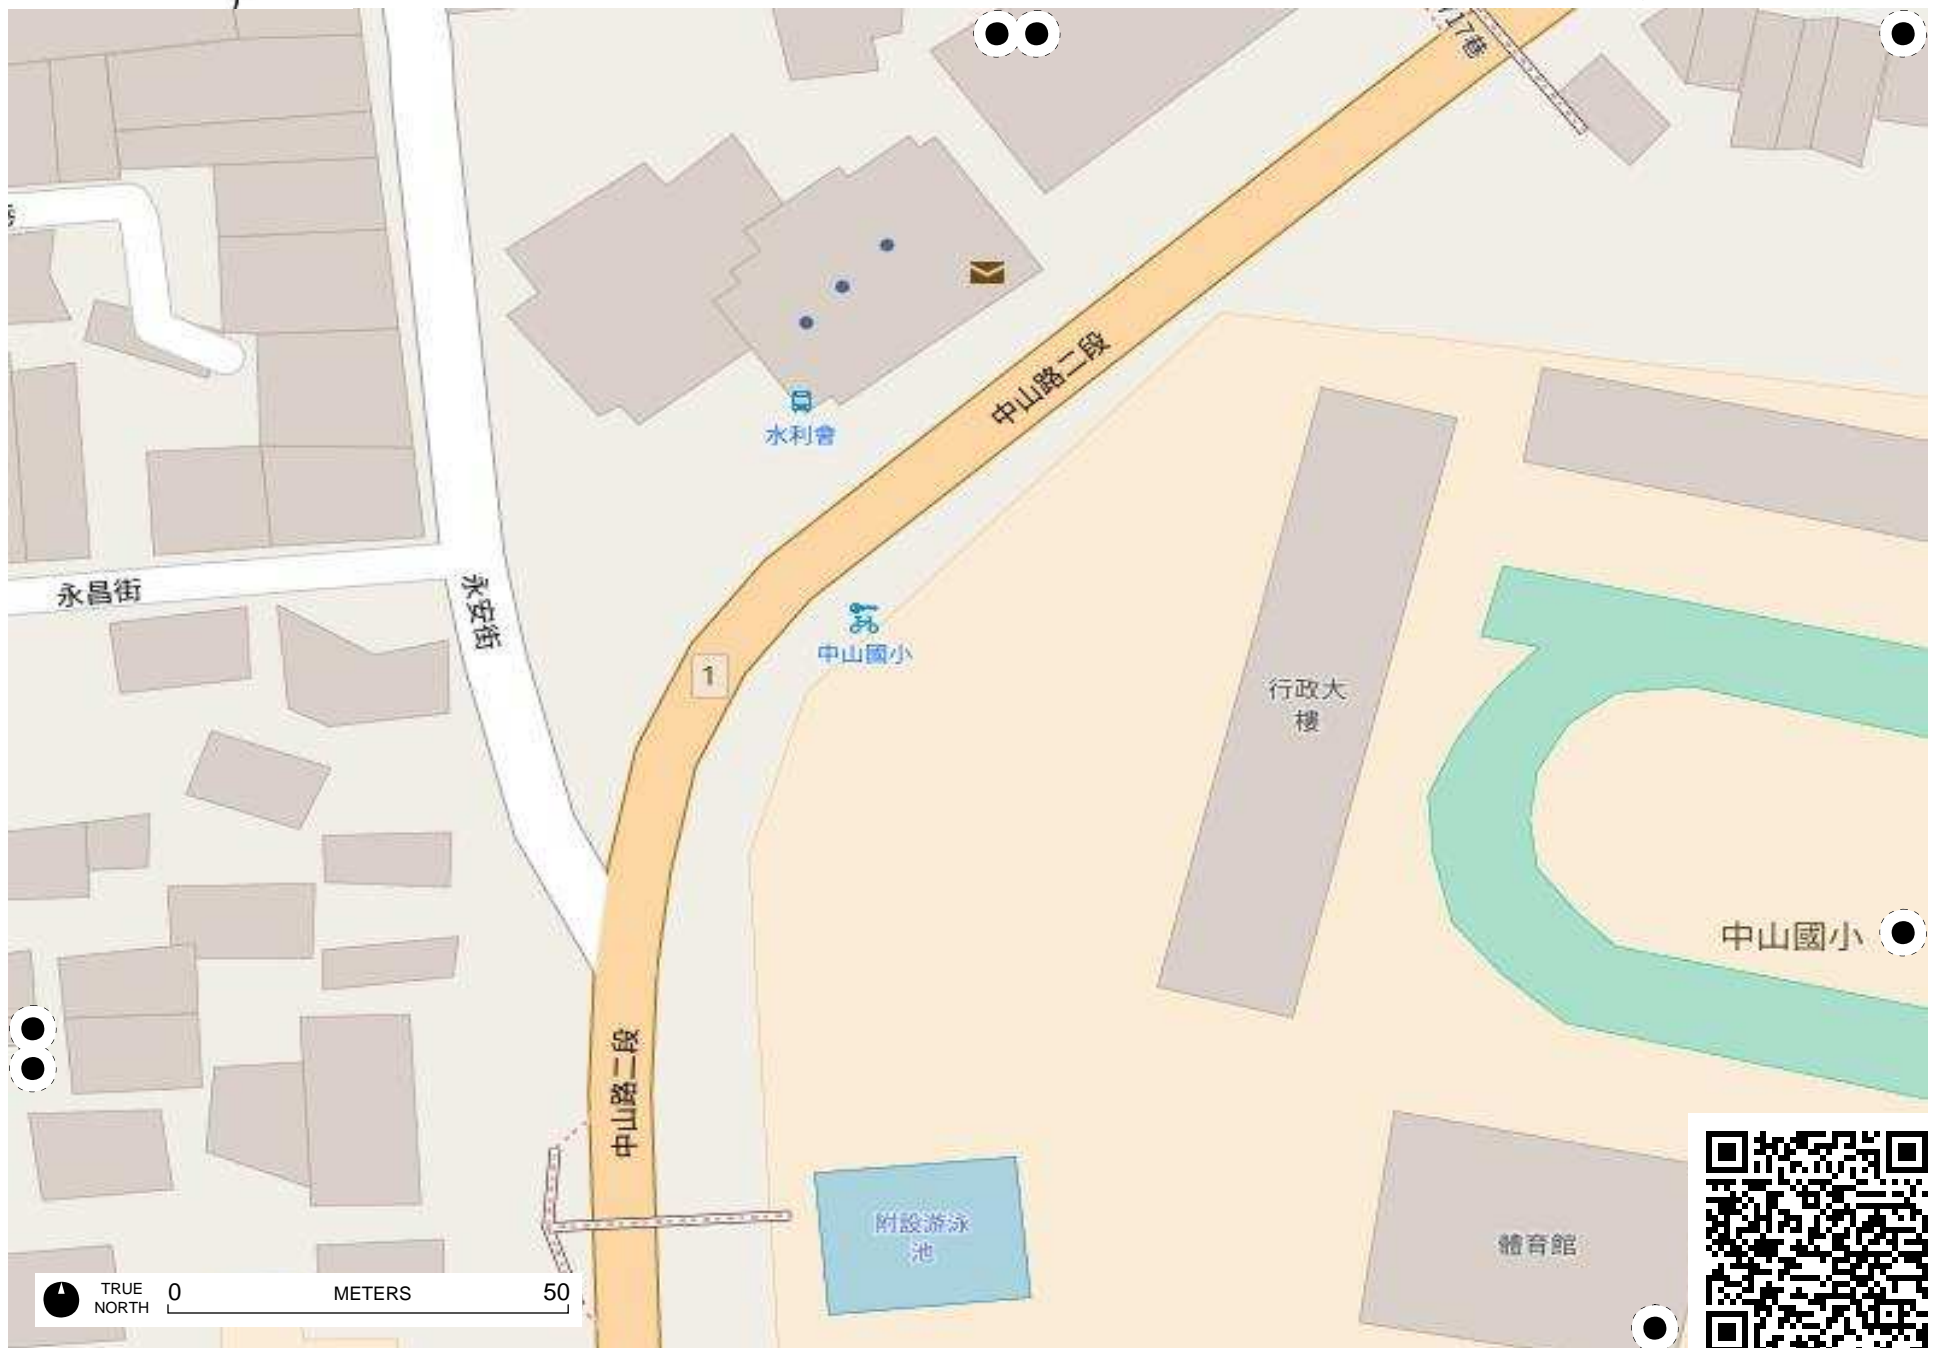 17巷
中山路二段
水利會
永昌街
永安街
中山國小
1
行政大
樓
中山國小
中山路二段
附設游泳
池
體育館
TRUE
NORTH
0 METERS 50